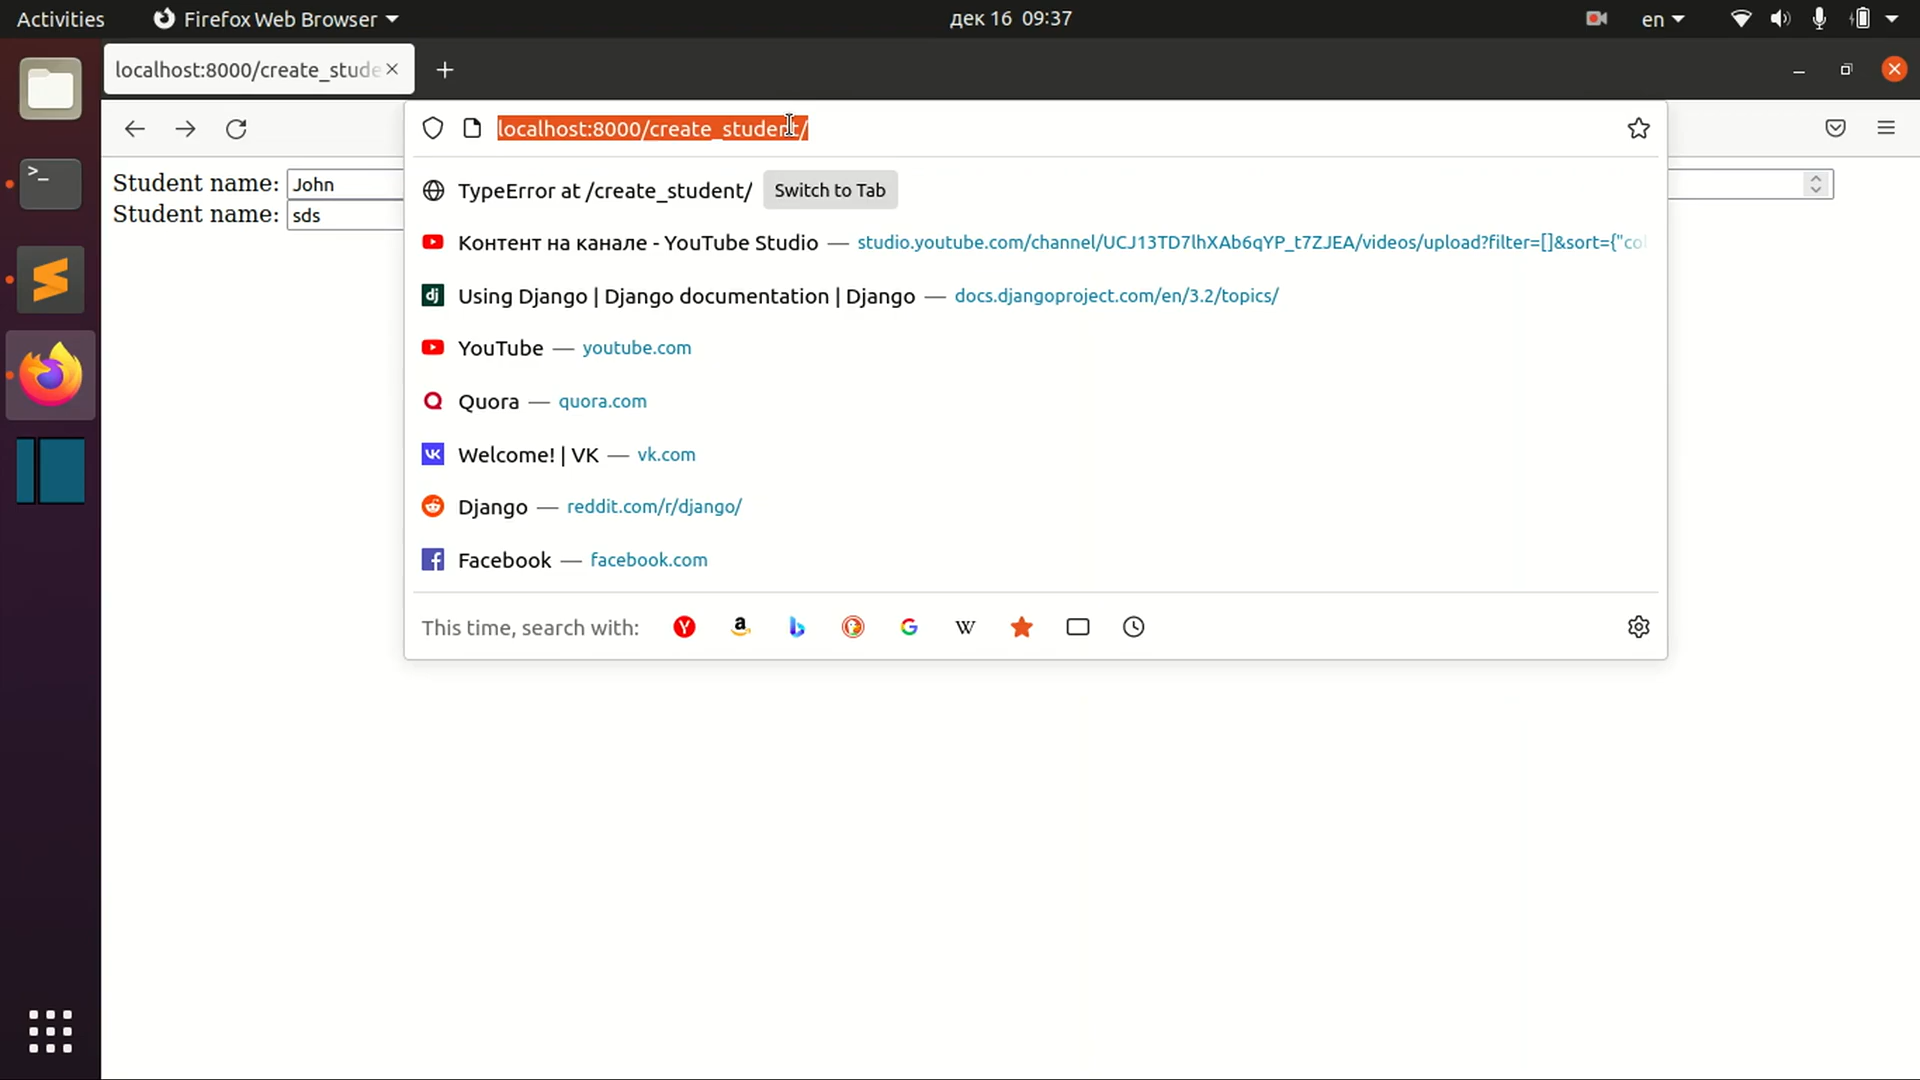 Activities Firefox Web Browser дек 16 09:37 en
localhost:8000/create_stude
localhost:8000/create_student/
Student name: John
Student name: sds
TypeError at /create_student/ Switch to Tab
Контент на канале - YouTube Studio — studio.youtube.com/channel/UCJ13TD7lhXAb6qYP_t7ZJEA/videos/upload?filter=[]&sort={"co
Using Django | Django documentation | Django — docs.djangoproject.com/en/3.2/topics/
YouTube — youtube.com
Quora — quora.com
Welcome! | VK — vk.com
Django — reddit.com/r/django/
Facebook — facebook.com
This time, search with: